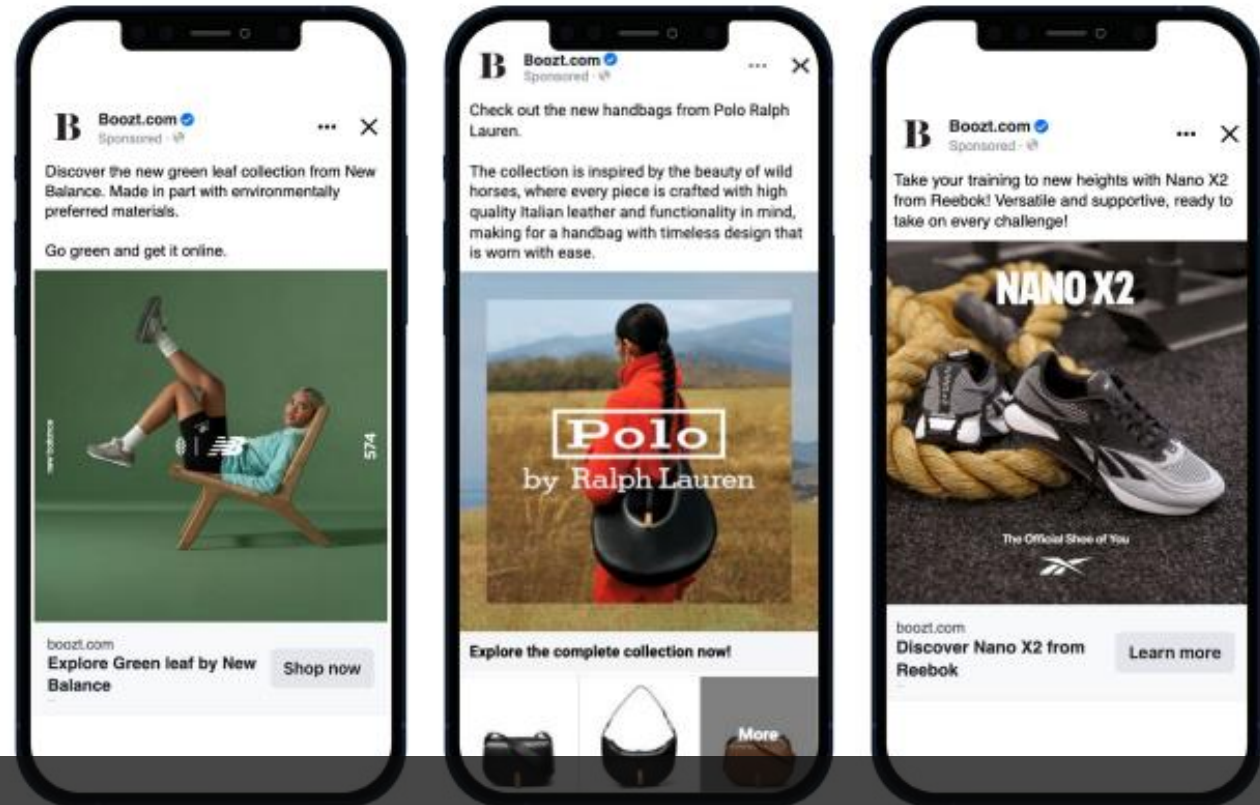 B
Boozt.com
Sponsored ·
Discover the new green leaf collection from New
Balance. Made in part with environmentally
preferred materials.
Go green and get it online.
new balance
574
boozt.com
Explore Green leaf by New
Balance
Shop now
B
Boozt.com
Sponsored ·
Check out the new handbags from Polo Ralph
Lauren.
The collection is inspired by the beauty of wild
horses, where every piece is crafted with high
quality Italian leather and functionality in mind,
making for a handbag with timeless design that
is worn with ease.
Polo
by Ralph Lauren
Explore the complete collection now!
More
B
Boozt.com
Sponsored ·
Take your training to new heights with Nano X2
from Reebok! Versatile and supportive, ready to
take on every challenge!
NANO X2
The Official Shoe of You
boozt.com
Discover Nano X2 from
Reebok
Learn more